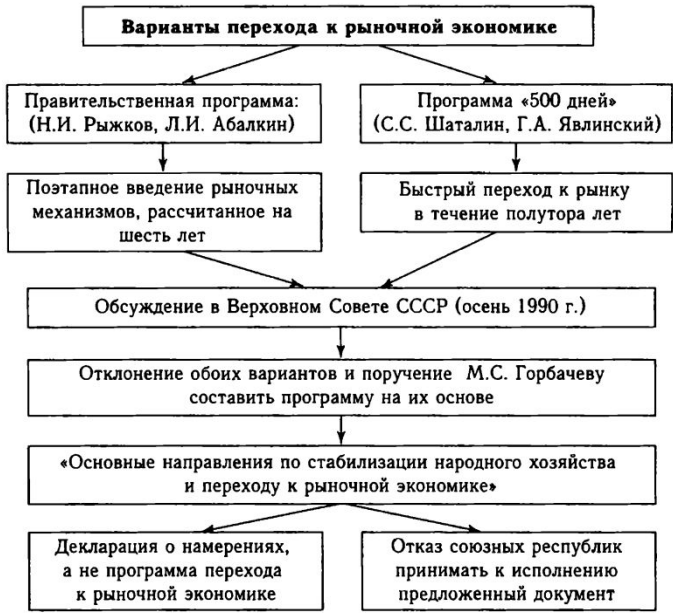 Варианты перехода к рыночной экономике
Правительственная программа:
(Н.И. Рыжков, Л.И. Абалкин)
Программа «500 дней»
(С.С. Шаталин, Г.А. Явлинский)
Поэтапное введение рыночных
механизмов, рассчитанное на
шесть лет
Быстрый переход к рынку
в течение полутора лет
Обсуждение в Верховном Совете СССР (осень 1990 г.)
Отклонение обоих вариантов и поручение М.С. Горбачеву
составить программу на их основе
«Основные направления по стабилизации народного хозяйства
и переходу к рыночной экономике»
Декларация о намерениях,
а не программа перехода
к рыночной экономике
Отказ союзных республик
принимать к исполнению
предложенный документ